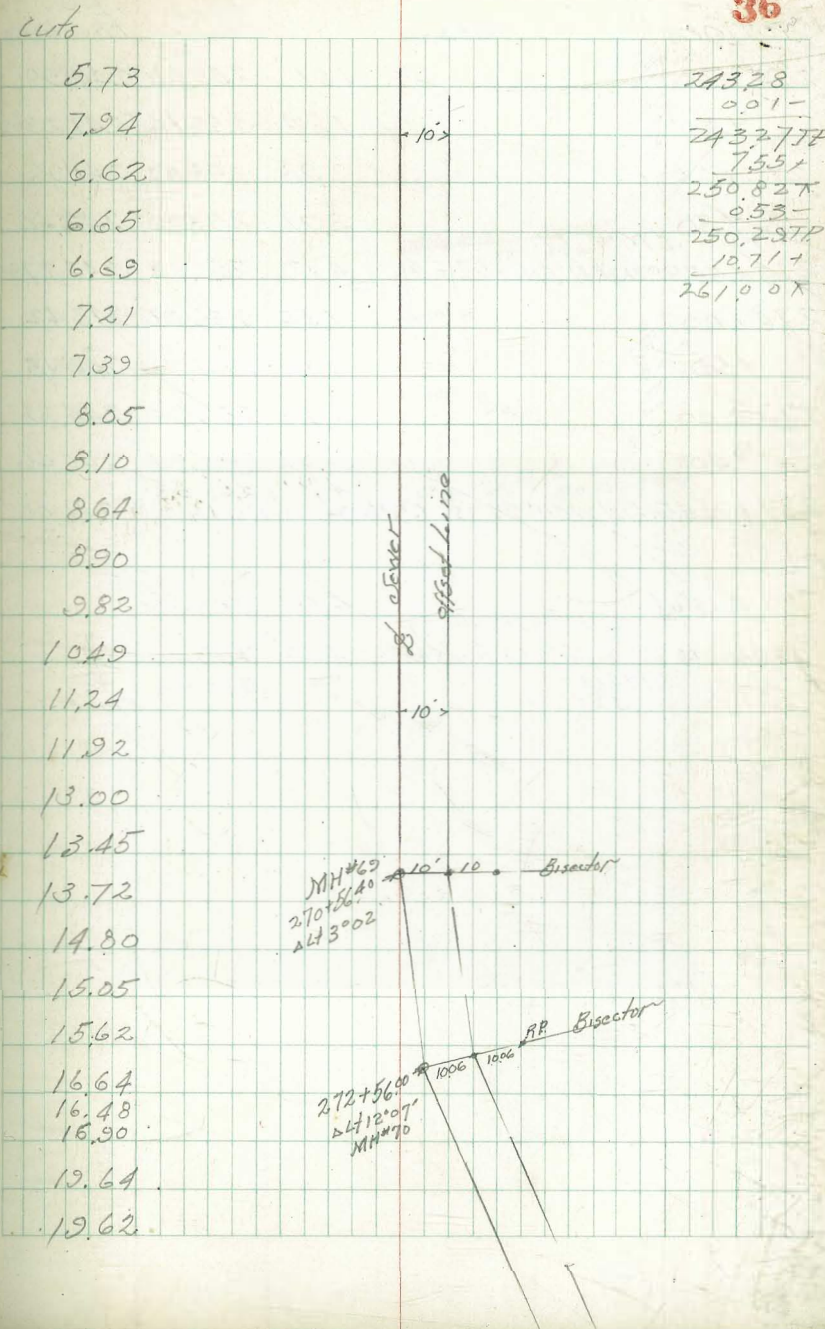 36
Cuts
5.73
7.94
6.62
6.65
6.69
7.21
7.39
8.05
8.10
8.64
8.90
9.82
10.49
11.24
11.92
13.00
13.45
13.72
14.80
15.05
15.62
16.64
16.48
16.90
19.64
19.62
243.28
0.01 -
243.27 TP
7.55 +
250.82 π
0.53 -
250.29 TP
10.71 +
261.00 π
10'
Sewer
offset Line
10'
MH #69
270+56.40
Δ Lt 3°02
10' 10 Bisector
272+56.00
Δ Lt 12°07'
MH #70
10.06 10.06 R.P. Bisector